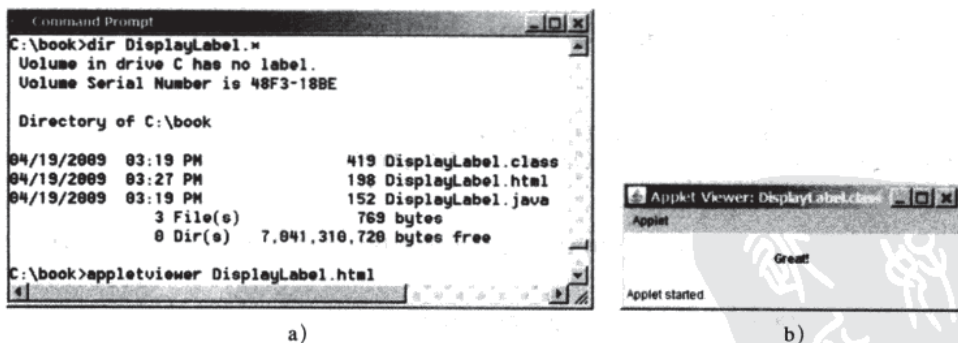 Command Prompt
C:\book>dir DisplayLabel.*
Volume in drive C has no label.
Volume Serial Number is 48F3-188E
Directory of C:\book
04/19/2009 03:19 PM 419 DisplayLabel.class
04/19/2009 03:27 PM 198 DisplayLabel.html
04/19/2009 03:19 PM 152 DisplayLabel.java
3 File(s) 769 bytes
0 Dir(s) 7,041,310,720 bytes free
C:\book>appletviewer DisplayLabel.html
Applet Viewer: DisplayLabel.class
Applet
Great!
Applet started
a)
b)